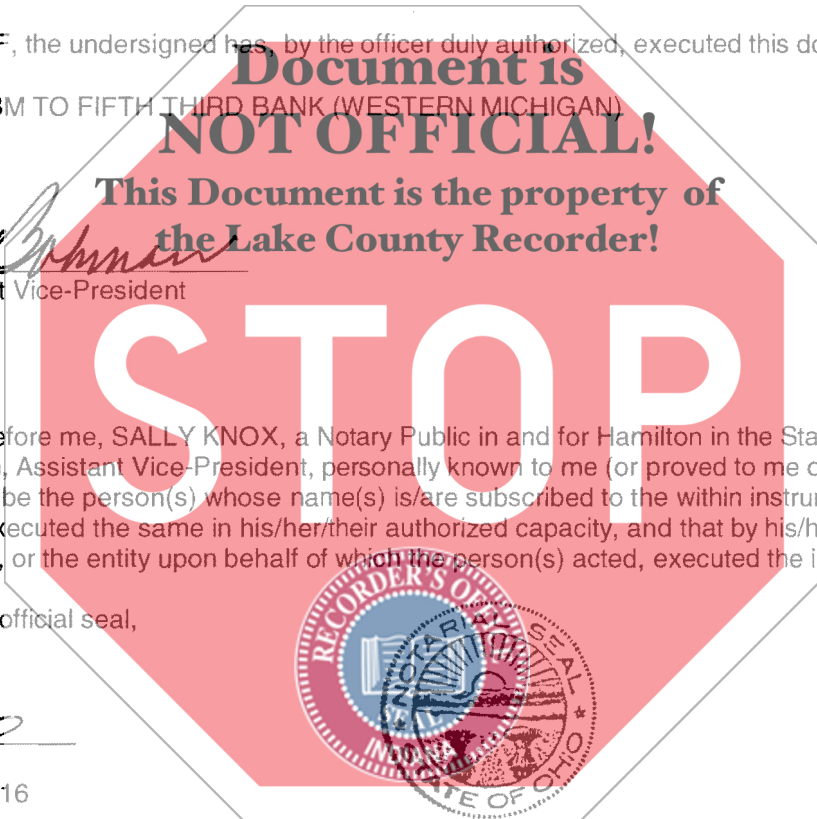 F, the undersigned has, by the officer duly authorized, executed this do
Document is
M TO FIFTH THIRD BANK (WESTERN MICHIGAN)
NOT OFFICIAL!
This Document is the property of
the Lake County Recorder!
Vice-President
STOP
efore me, SALLY KNOX, a Notary Public in and for Hamilton in the Sta
, Assistant Vice-President, personally known to me (or proved to me o
be the person(s) whose name(s) is/are subscribed to the within instru
xecuted the same in his/her/their authorized capacity, and that by his/h
, or the entity upon behalf of which the person(s) acted, executed the i
official seal,
RECORDER'S OFFICE
SEAL
INDIANA
NOTARIAL SEAL
STATE OF OHIO
16